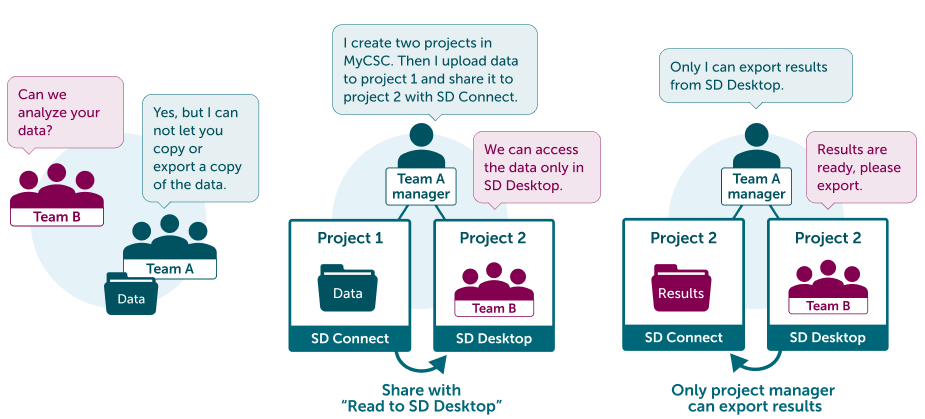 Can we
analyze your
data?
Yes, but I can
not let you
copy or
export a copy
of the data.
Team B
Team A
Data
I create two projects in
MyCSC. Then I upload data
to project 1 and share it to
project 2 with SD Connect.
We can access
the data only in
SD Desktop.
Team A
manager
Project 1
Data
SD Connect
Project 2
Team B
SD Desktop
Share with
“Read to SD Desktop”
Only I can export results
from SD Desktop.
Results are
ready, please
export.
Team A
manager
Project 2
Results
SD Connect
Project 2
Team B
SD Desktop
Only project manager
can export results